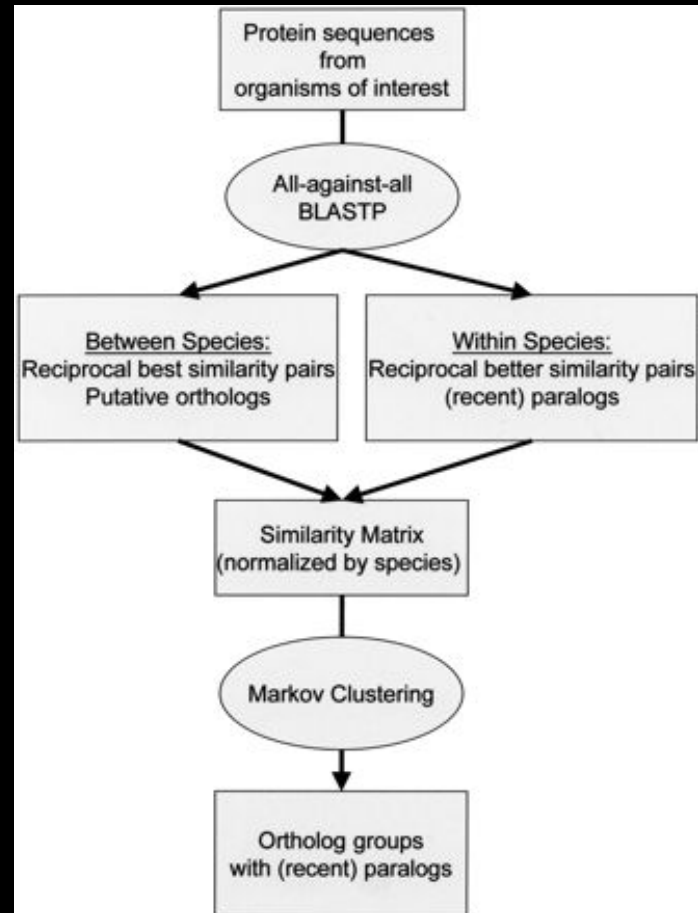 Protein sequences
from
organisms of interest
All-against-all
BLASTP
Between Species:
Reciprocal best similarity pairs
Putative orthologs
Within Species:
Reciprocal better similarity pairs
(recent) paralogs
Similarity Matrix
(normalized by species)
Markov Clustering
Ortholog groups
with (recent) paralogs